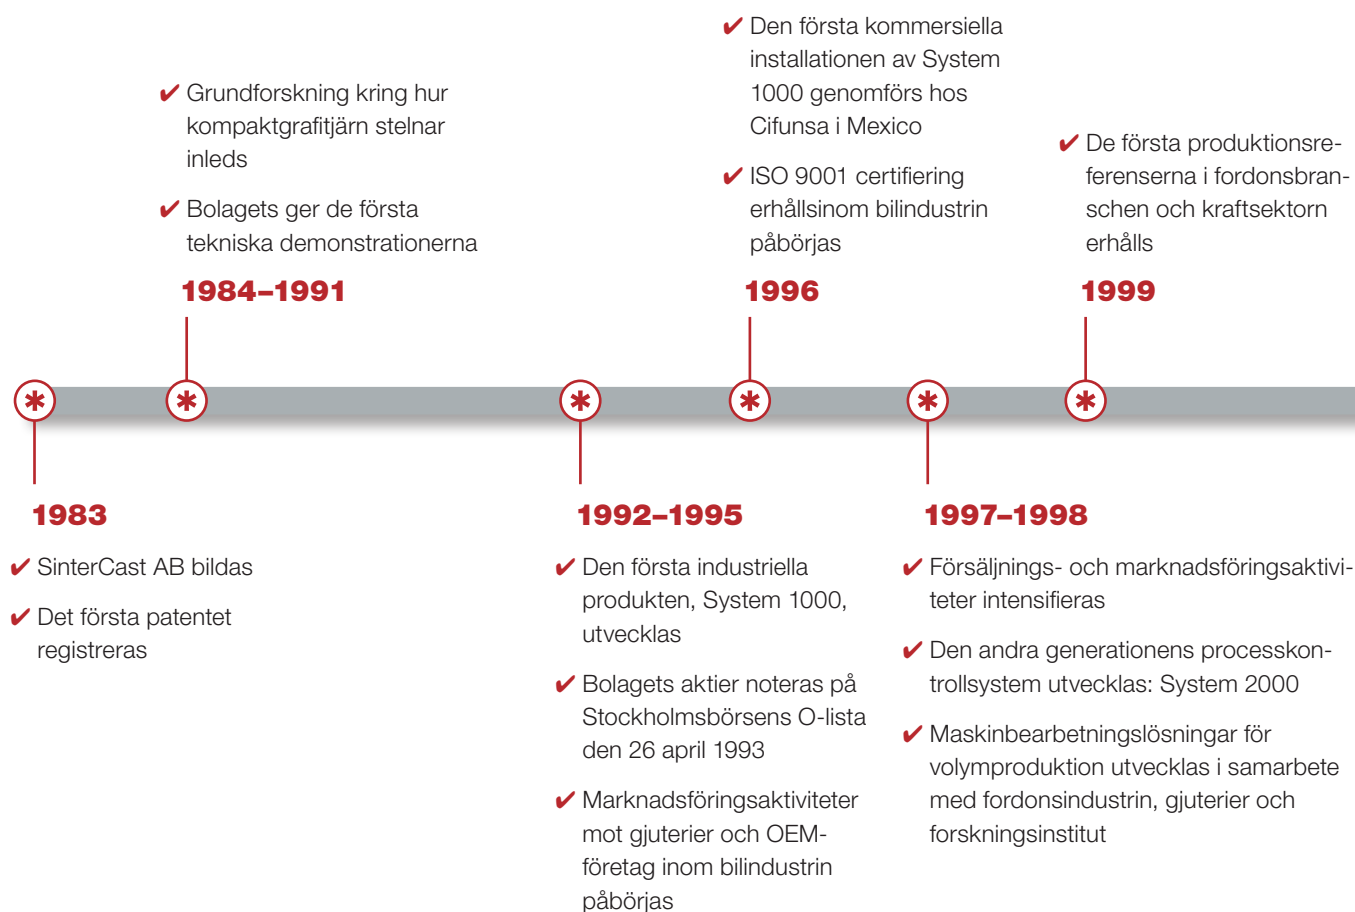 ✔ Grundforskning kring hur
kompaktgrafitjärn stelnar
inleds
✔ Bolagets ger de första
tekniska demonstrationerna
1984–1991
✔ Den första kommersiella
installationen av System
1000 genomförs hos
Cifunsa i Mexico
✔ ISO 9001 certifiering
erhållsinom bilindustrin
påbörjas
1996
✔ De första produktionsre-
ferenserna i fordonsbran-
schen och kraftsektorn
erhålls
1999
1983
✔ SinterCast AB bildas
✔ Det första patentet
registreras
1992–1995
✔ Den första industriella
produkten, System 1000,
utvecklas
✔ Bolagets aktier noteras på
Stockholmsbörsens O-lista
den 26 april 1993
✔ Marknadsföringsaktiviteter
mot gjuterier och OEM-
företag inom bilindustrin
påbörjas
1997–1998
✔ Försäljnings- och marknadsföringsaktivi-
teter intensifieras
✔ Den andra generationens processkon-
trollsystem utvecklas: System 2000
✔ Maskinbearbetningslösningar för
volymproduktion utvecklas i samarbete
med fordonsindustrin, gjuterier och
forskningsinstitut